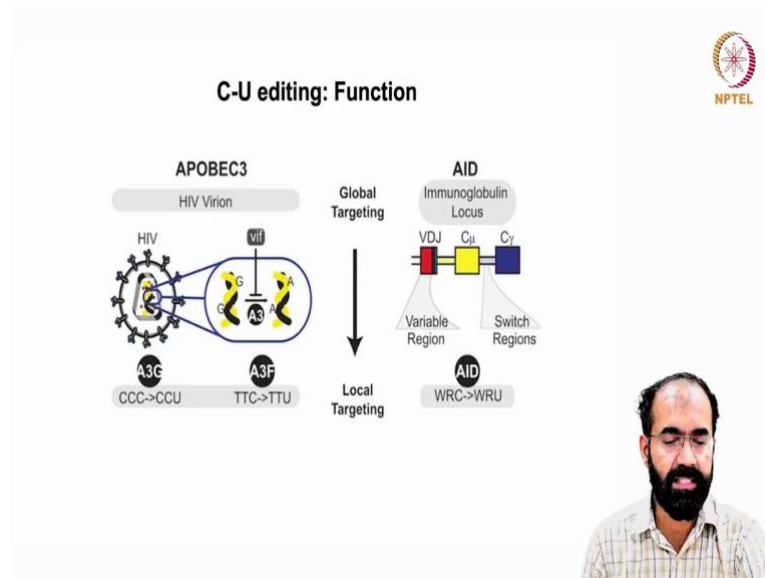 NPTEL
C-U editing: Function
APOBEC3
HIV Virion
HIV
vif
G
G
A3
A
A
A3G
A3F
CCC->CCU
TTC->TTU
Global
Targeting
Local
Targeting
AID
Immunoglobulin
Locus
VDJ
Cμ
Cγ
Variable
Region
Switch
Regions
AID
WRC->WRU